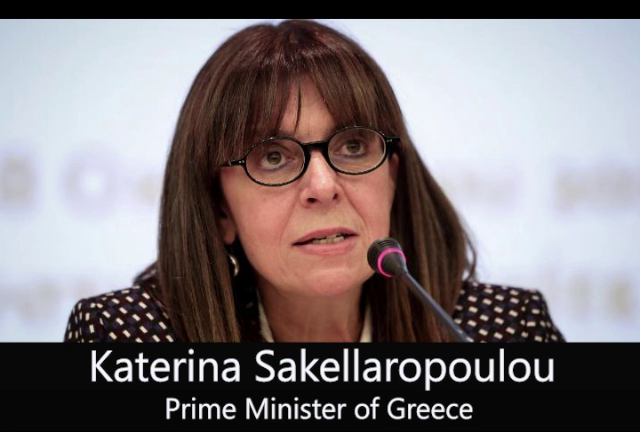 Katerina Sakellaropoulou
Prime Minister of Greece